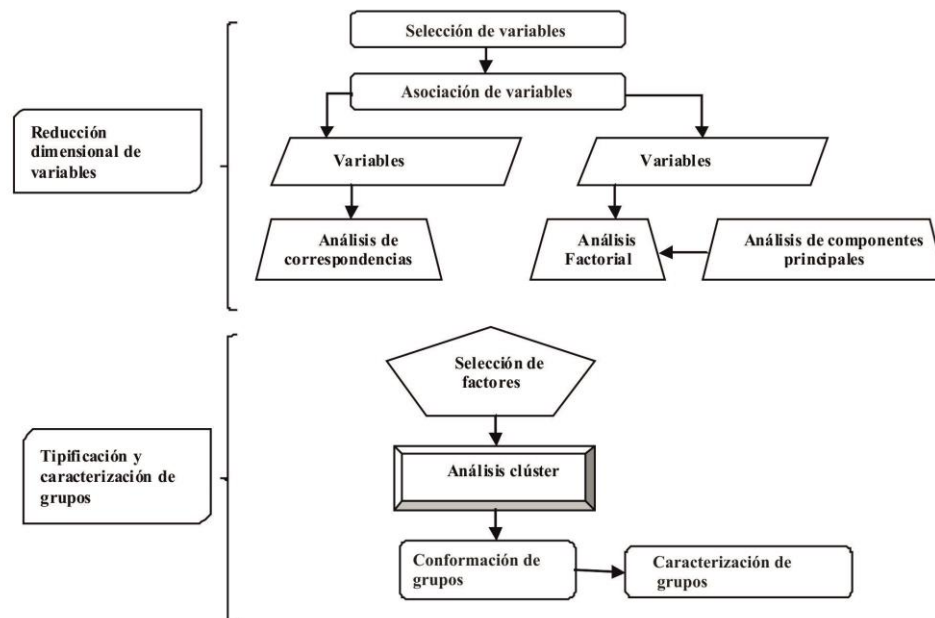 Selección de variables
Asociación de variables
Reducción
dimensional de
variables
Variables
Variables
Análisis de
correspondencias
Análisis
Factorial
Análisis de componentes
principales
Selección de
factores
Tipificación y
caracterización de
grupos
Análisis clúster
Conformación de
grupos
Caracterización de
grupos